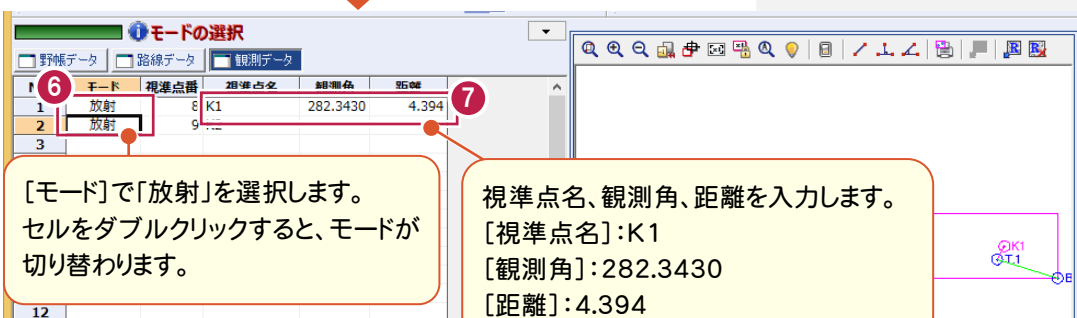 モードの選択
野帳データ 路線データ 観測データ
モード 視準点番 視準点名 観測角 距離
1 放射 8 K1 282.3430 4.394
2 放射 9
3
6
7
[モード]で「放射」を選択します。
セルをダブルクリックすると、モードが
切り替わります。
視準点名、観測角、距離を入力します。
[視準点名]:K1
[観測角]:282.3430
[距離]:4.394
12
K1
T.1